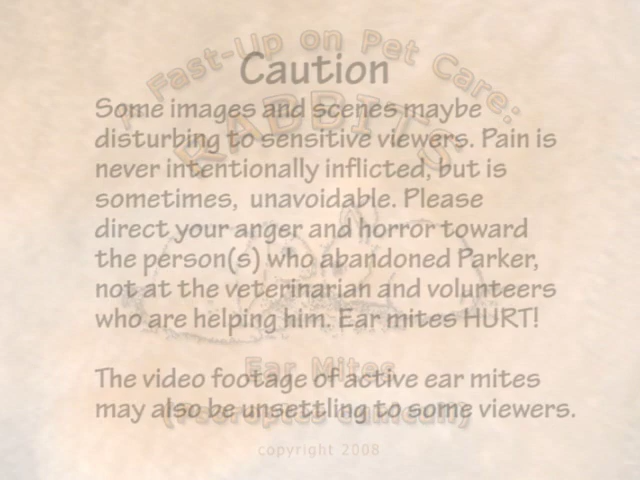 A Fast-Up on Pet Care:
RABBITS
Caution
Some images and scenes maybe
disturbing to sensitive viewers. Pain is
never intentionally inflicted, but is
sometimes, unavoidable. Please
direct your anger and horror toward
the person(s) who abandoned Parker,
not at the veterinarian and volunteers
who are helping him. Ear mites HURT!
The video footage of active ear mites
may also be unsettling to some viewers.
Ear Mites
(Psoroptes cuniculi)
copyright 2008